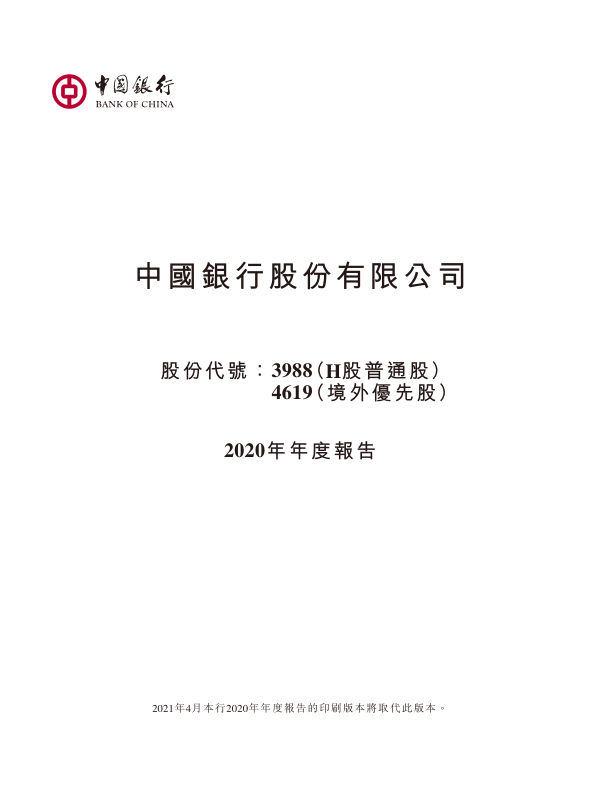 中國銀行
BANK OF CHINA
中國銀行股份有限公司
股份代號：3988（H股普通股）
4619（境外優先股）
2020年年度報告
2021年4月本行2020年年度報告的印刷版本將取代此版本。